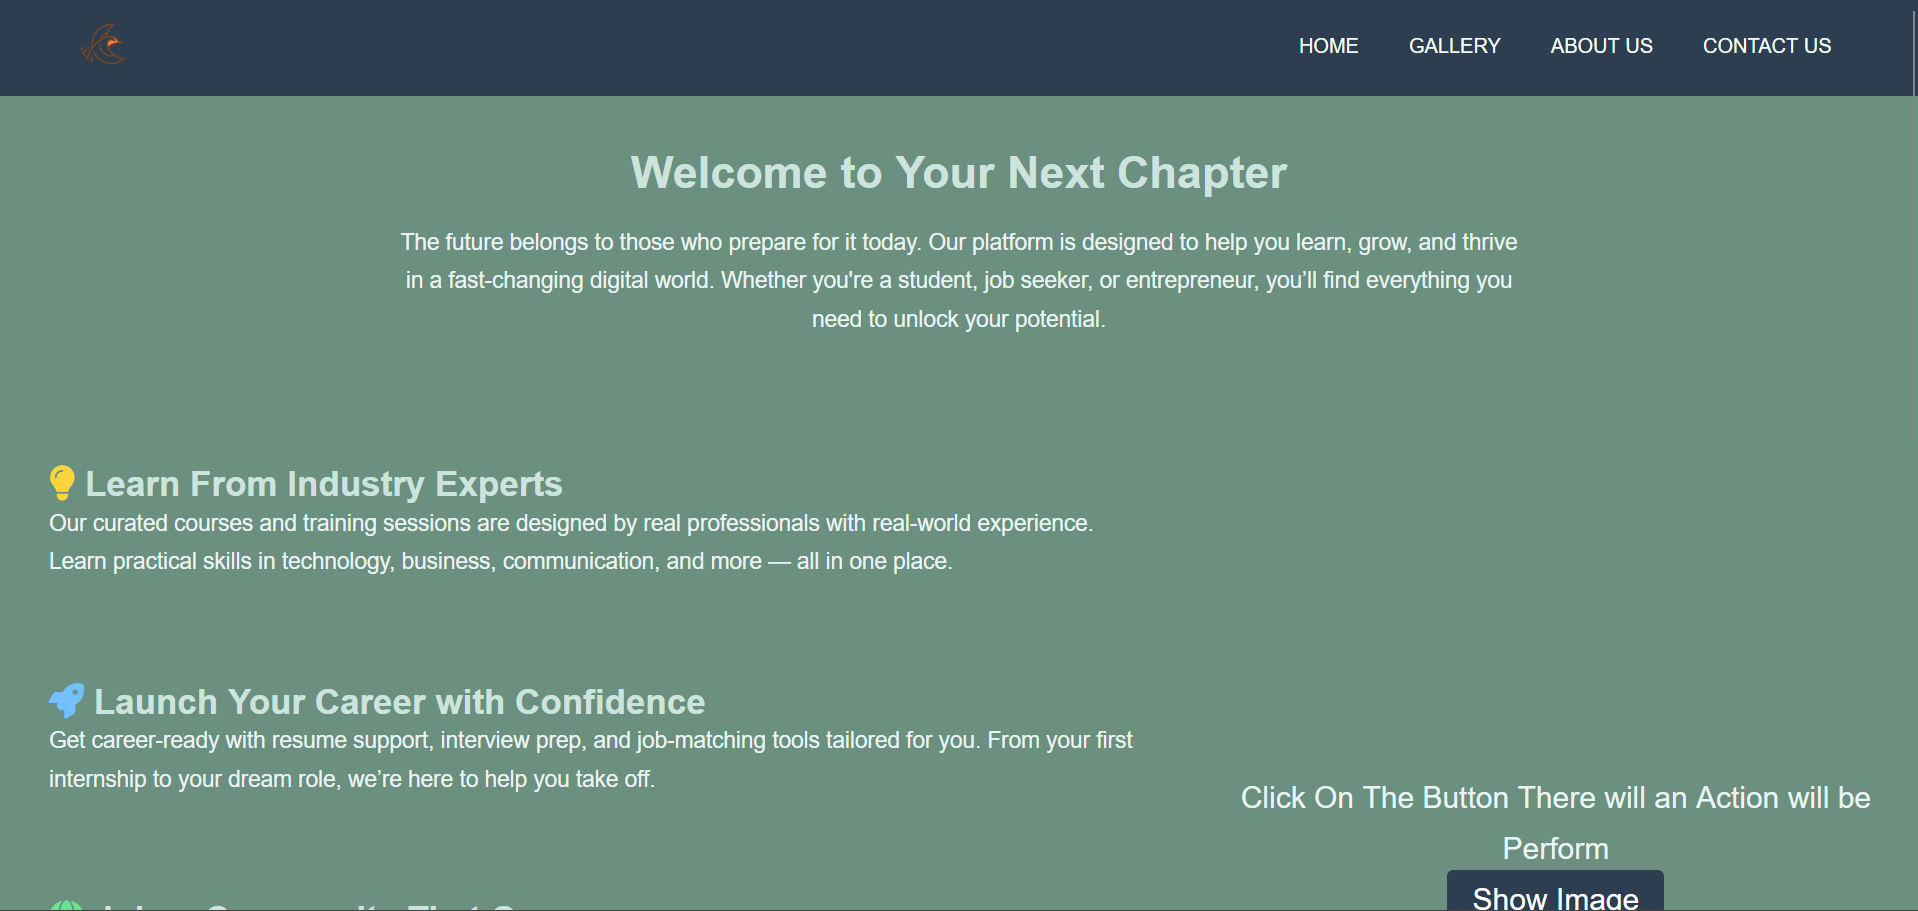 HOME GALLERY ABOUT US CONTACT US
Welcome to Your Next Chapter
The future belongs to those who prepare for it today. Our platform is designed to help you learn, grow, and thrive
in a fast-changing digital world. Whether you're a student, job seeker, or entrepreneur, you’ll find everything you
need to unlock your potential.
Learn From Industry Experts
Our curated courses and training sessions are designed by real professionals with real-world experience.
Learn practical skills in technology, business, communication, and more — all in one place.
Launch Your Career with Confidence
Get career-ready with resume support, interview prep, and job-matching tools tailored for you. From your first
internship to your dream role, we’re here to help you take off.
Click On The Button There will an Action will be
Perform
Show Image